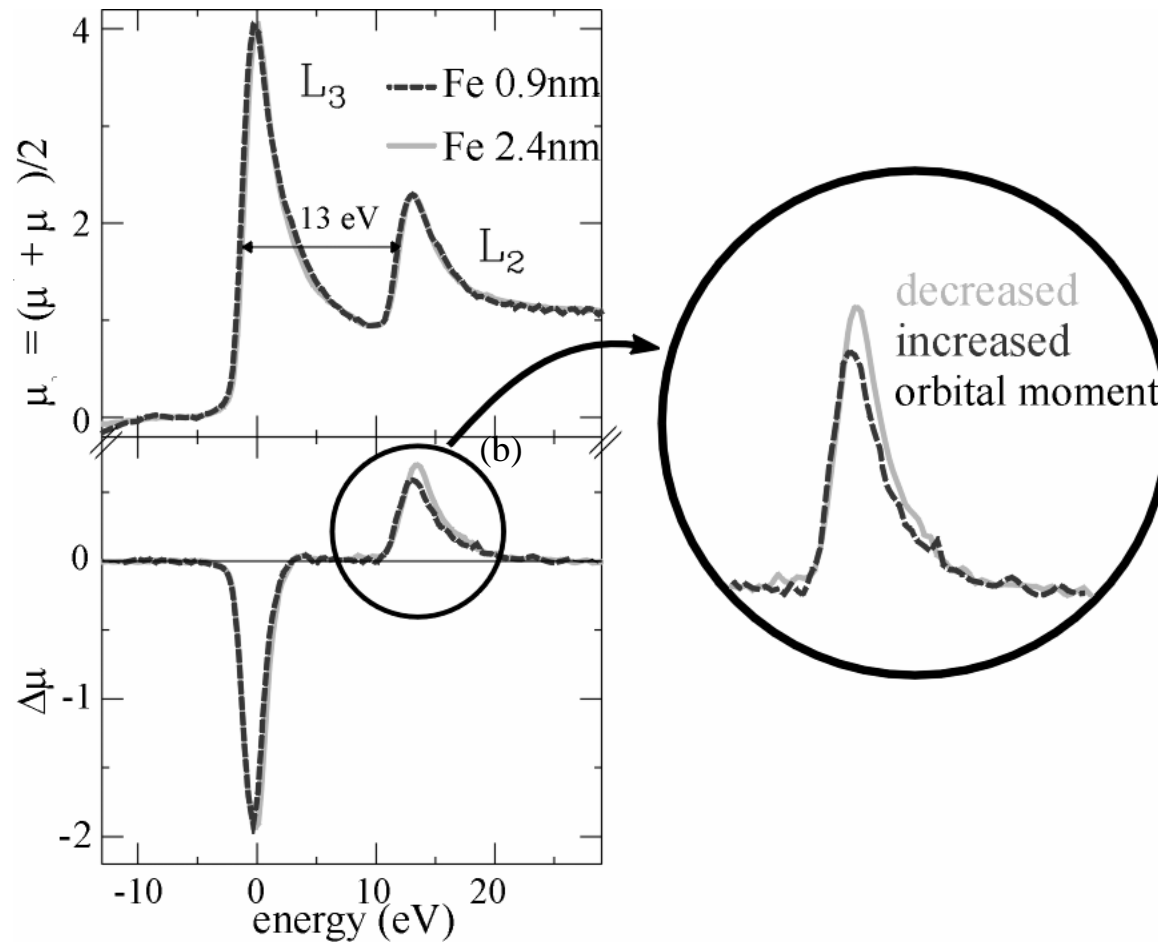 4
2
0
μ = (μ + μ )/2
L₃
Fe 0.9nm
Fe 2.4nm
13 eV
L₂
(b)
0
-1
-2
Δμ
-10
0
10
20
energy (eV)
decreased
increased
orbital moment